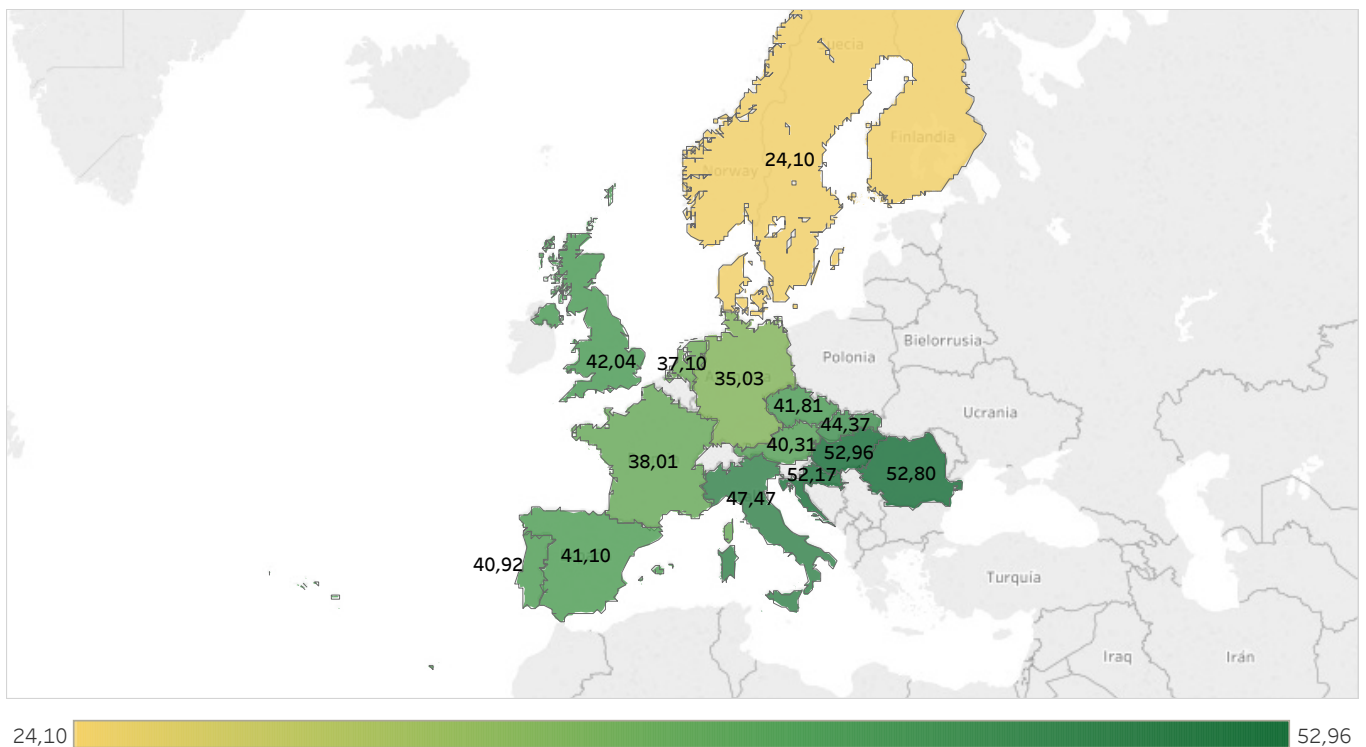 Suecia
Finlandia
24,10
Norway
Bielorrusia
Polonia
42,04
37,10
35,03
41,81
Ucrania
44,37
40,31
52,96
38,01
52,17
52,80
47,47
41,10
40,92
Turquía
Iraq
Irán
24,10
52,96